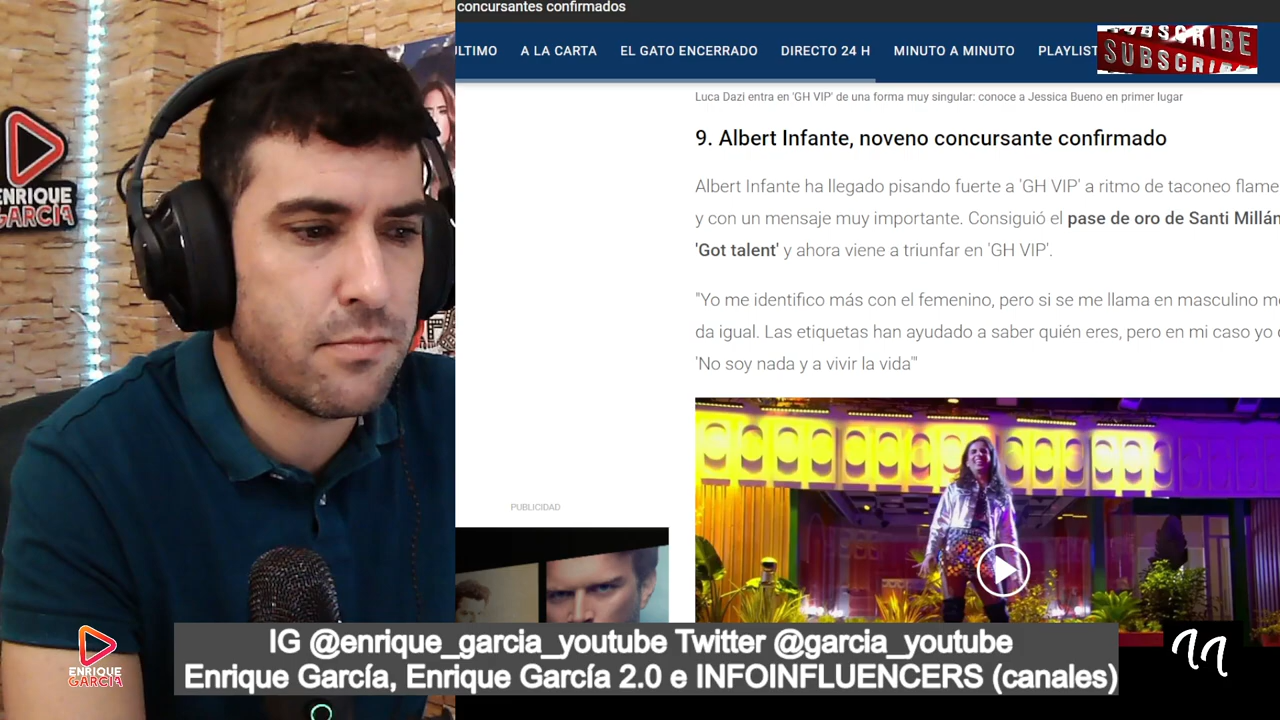 concursantes confirmados
ÚLTIMO A LA CARTA EL GATO ENCERRADO DIRECTO 24 H MINUTO A MINUTO PLAYLIST
SUBSCRIBE
SUBSCRIBE
Luca Dazi entra en 'GH VIP' de una forma muy singular: conoce a Jessica Bueno en primer lugar
9. Albert Infante, noveno concursante confirmado
Albert Infante ha llegado pisando fuerte a 'GH VIP' a ritmo de taconeo flame
y con un mensaje muy importante. Consiguió el pase de oro de Santi Millán
'Got talent' y ahora viene a triunfar en 'GH VIP'.
"Yo me identifico más con el femenino, pero si se me llama en masculino me
da igual. Las etiquetas han ayudado a saber quién eres, pero en mi caso yo
'No soy nada y a vivir la vida'"
PUBLICIDAD
ENRIQUE
GARCIA
IG @enrique_garcia_youtube Twitter @garcia_youtube
Enrique García, Enrique García 2.0 e INFOINFLUENCERS (canales)
ENRIQUE
GARCIA